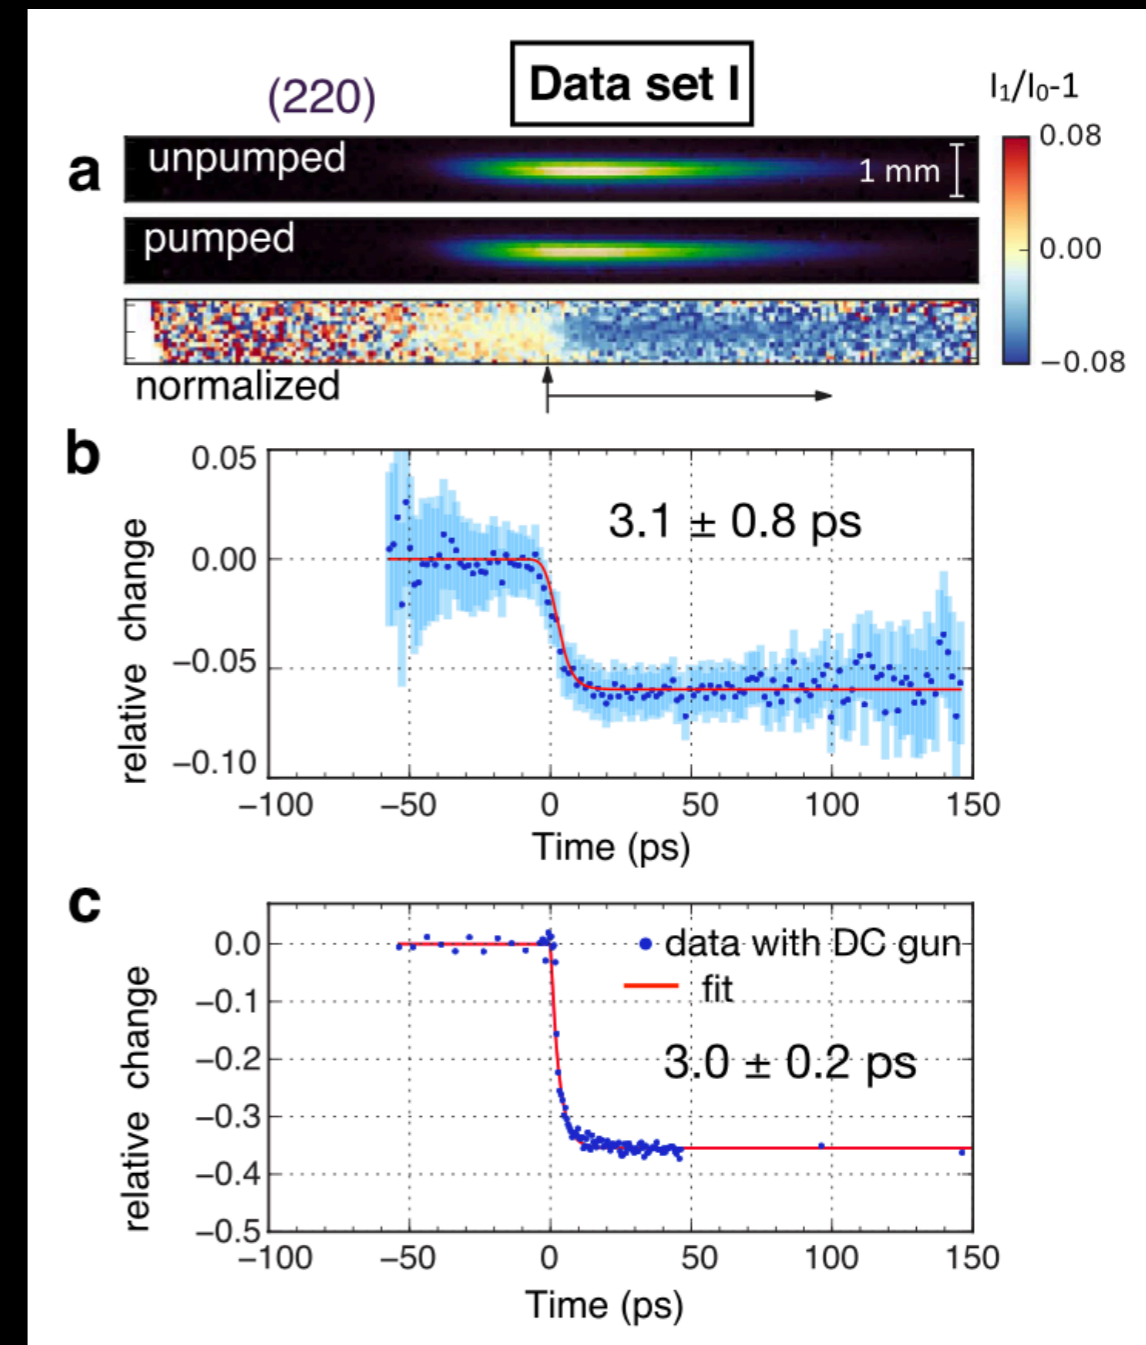 Data set I
(220)
I₁/I₀-1
a
unpumped
1 mm
0.08
pumped
0.00
−0.08
normalized
b
0.05
3.1 ± 0.8 ps
0.00
−0.05
−0.10
relative change
−100 −50 0 50 100 150
Time (ps)
c
0.0
data with DC gun
−0.1
fit
−0.2
3.0 ± 0.2 ps
−0.3
−0.4
−0.5
relative change
−100 −50 0 50 100 150
Time (ps)